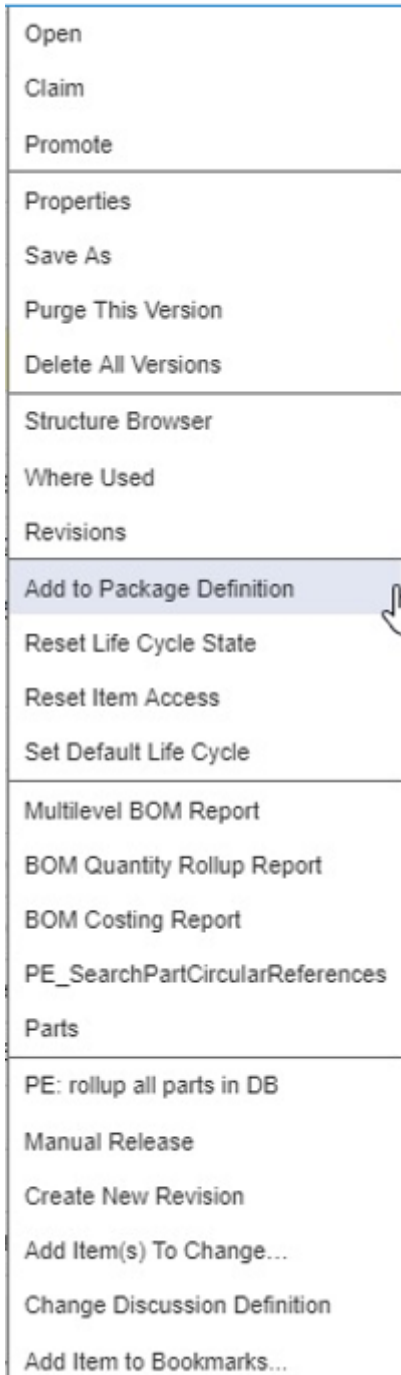 Open
Claim
Promote
Properties
Save As
Purge This Version
Delete All Versions
Structure Browser
Where Used
Revisions
Add to Package Definition
Reset Life Cycle State
Reset Item Access
Set Default Life Cycle
Multilevel BOM Report
BOM Quantity Rollup Report
BOM Costing Report
PE_SearchPartCircularReferences
Parts
PE: rollup all parts in DB
Manual Release
Create New Revision
Add Item(s) To Change...
Change Discussion Definition
Add Item to Bookmarks...